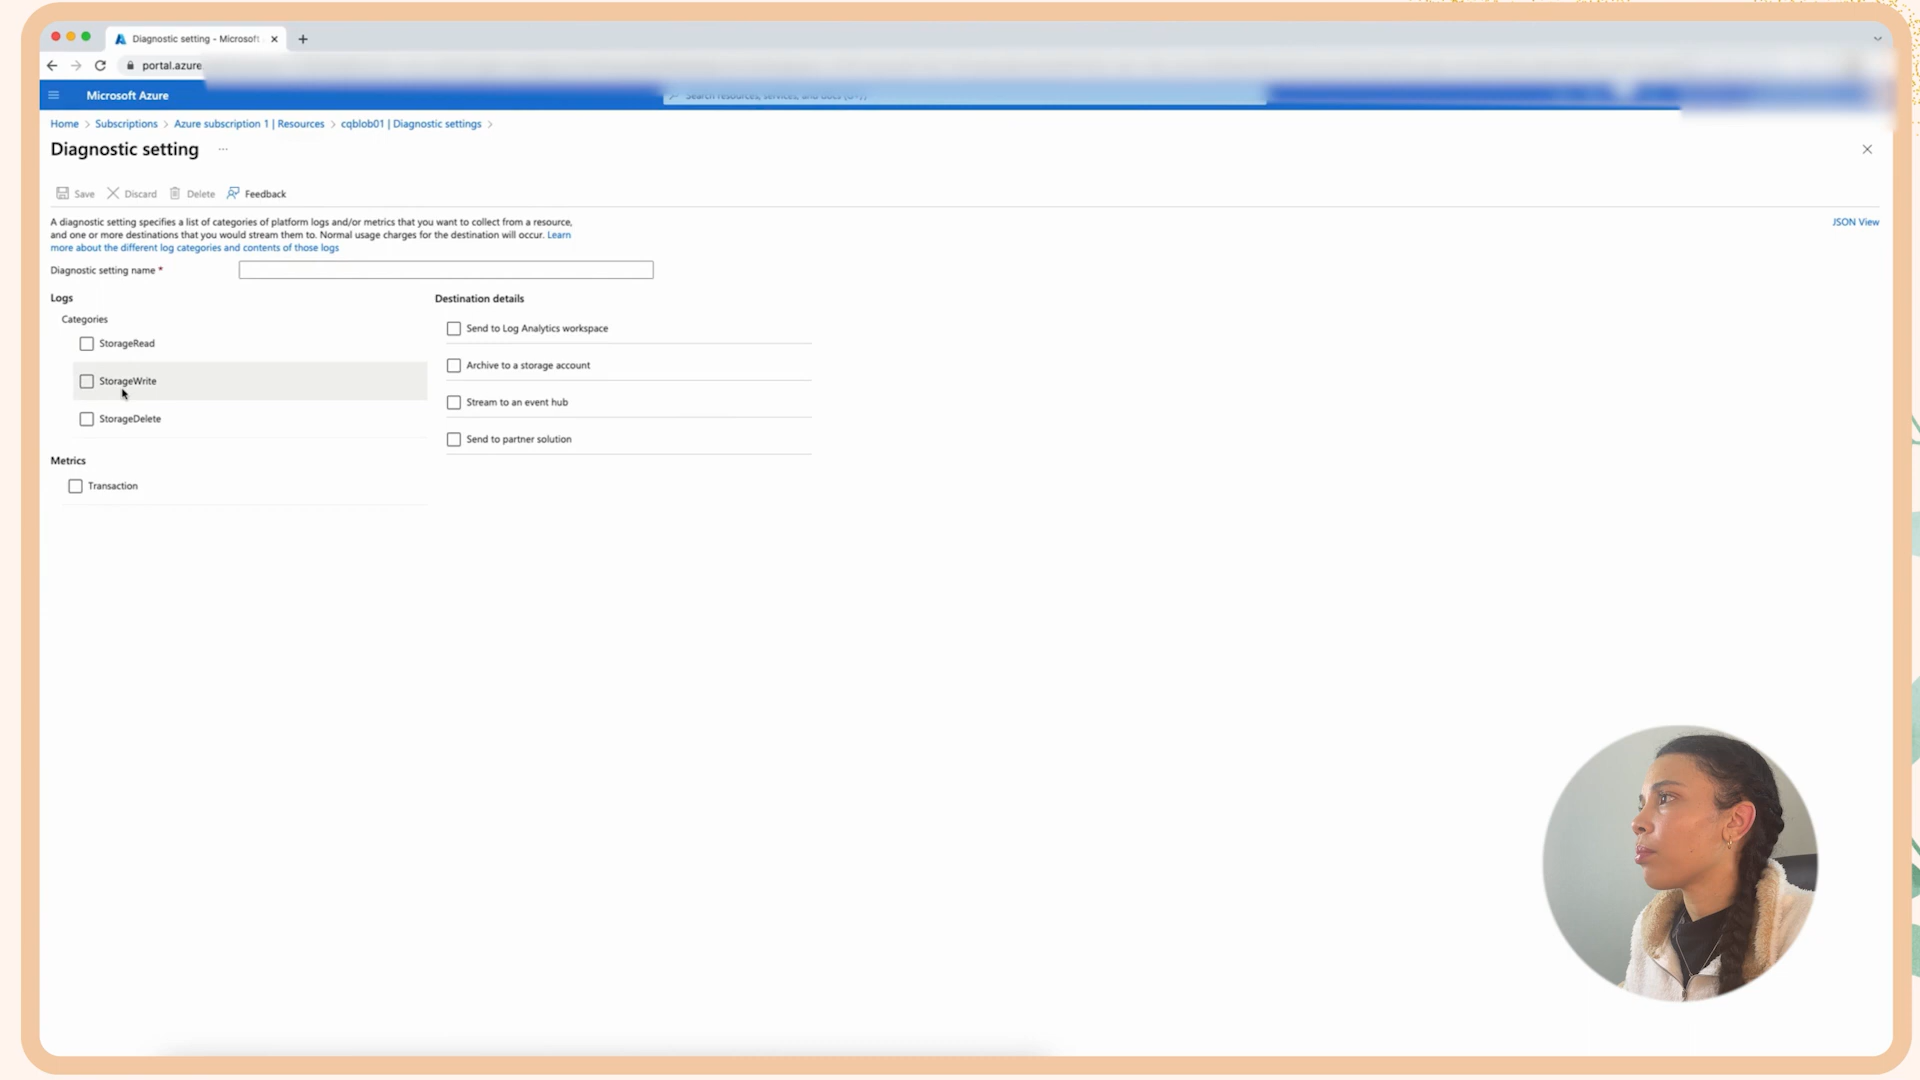 Diagnostic setting - Microsoft
portal.azure
Microsoft Azure
Search resources, services, and docs (G+/)
Home > Subscriptions > Azure subscription 1 | Resources > cqblob01 | Diagnostic settings >
Diagnostic setting ...
Save Discard Delete Feedback
A diagnostic setting specifies a list of categories of platform logs and/or metrics that you want to collect from a resource,
and one or more destinations that you would stream them to. Normal usage charges for the destination will occur. Learn
more about the different log categories and contents of those logs
JSON View
Diagnostic setting name *
Logs
Categories
StorageRead
StorageWrite
StorageDelete
Metrics
Transaction
Destination details
Send to Log Analytics workspace
Archive to a storage account
Stream to an event hub
Send to partner solution